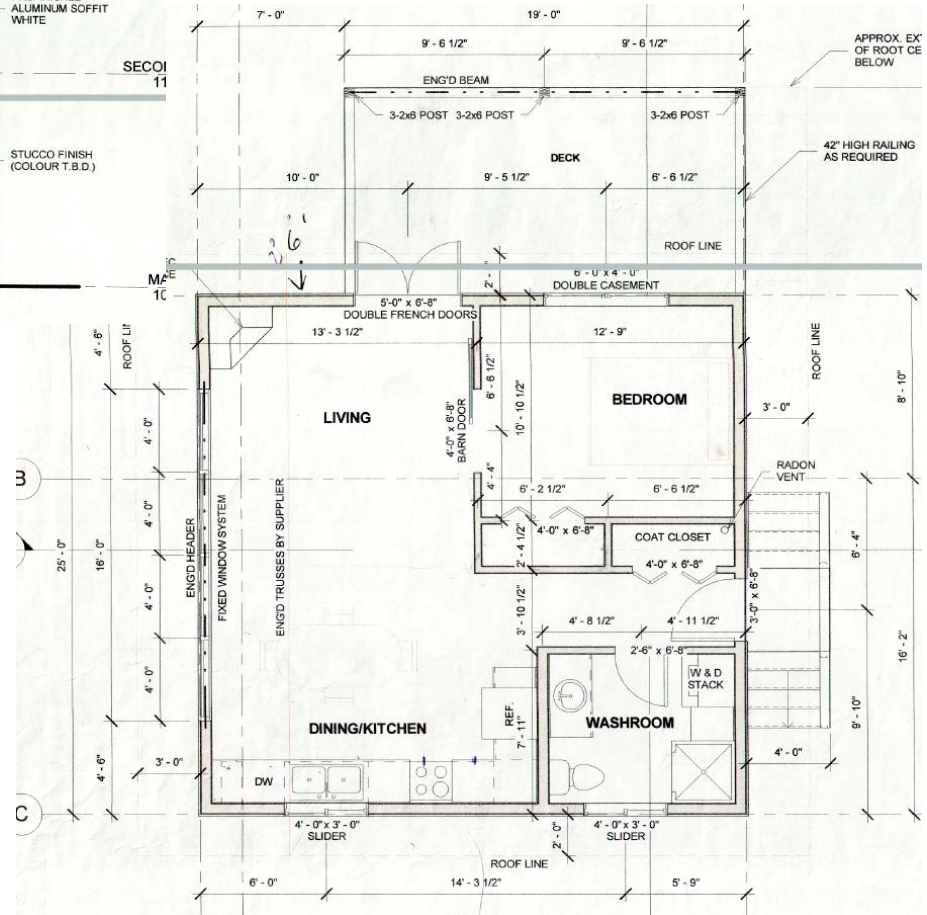 ALUMINUM SOFFIT
WHITE
7' - 0"
19' - 0"
9' - 6 1/2"
9' - 6 1/2"
APPROX. EX
OF ROOT CE
BELOW
SECO
11
ENG'D BEAM
3-2x6 POST
3-2x6 POST
3-2x6 POST
STUCCO FINISH
(COLOUR T.B.D.)
DECK
42" HIGH RAILING
AS REQUIRED
10' - 0"
9' - 5 1/2"
6' - 6 1/2"
ROOF LINE
MA
10
2' -
6' - 0" x 4' - 0"
DOUBLE CASEMENT
5'-0" x 6'-8"
DOUBLE FRENCH DOORS
13' - 3 1/2"
12' - 9"
4' - 6"
ROOF LI
ROOF LINE
8' - 10"
6' - 6 1/2"
10' - 10 1/2"
4'-0" x 6'-8"
BARN DOOR
LIVING
BEDROOM
3' - 0"
4' - 0"
RADON
VENT
B
4' - 4"
6' - 2 1/2"
6' - 6 1/2"
4' - 0"
4'-0" x 6'-8"
COAT CLOSET
4'-0" x 6'-8"
2' - 4 1/2"
6' - 4"
25' - 0"
16' - 0"
ENG'D HEADER
FIXED WINDOW SYSTEM
ENG'D TRUSSES BY SUPPLIER
4' - 0"
3' - 10 1/2"
4' - 8 1/2"
4' - 11 1/2"
3'-0" x 6'-8"
2'-6" x 6'-8"
16' - 2"
4' - 0"
W & D
STACK
REF.
7' - 11"
DINING/KITCHEN
WASHROOM
9' - 10"
4' - 6"
3' - 0"
4' - 0"
DW
C
4' - 0" x 3' - 0"
SLIDER
4' - 0" x 3' - 0"
SLIDER
2' - 0"
ROOF LINE
6' - 0"
14' - 3 1/2"
5' - 9"